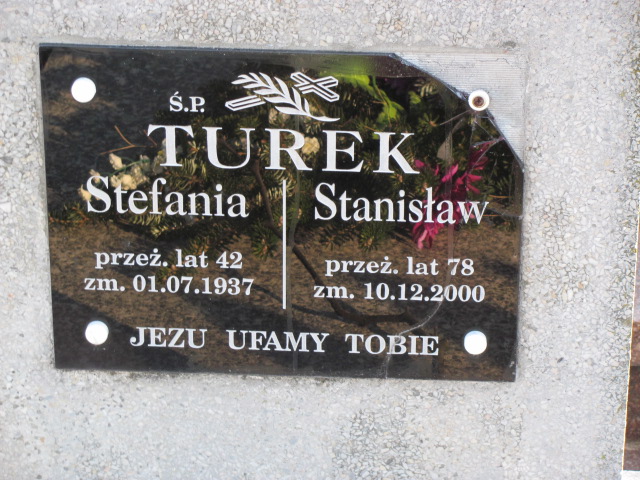 Ś.P.
TUREK
Stefania
przeż. lat 42
zm. 01.07.1937
Stanisław
przeż. lat 78
zm. 10.12.2000
JEZU UFAMY TOBIE